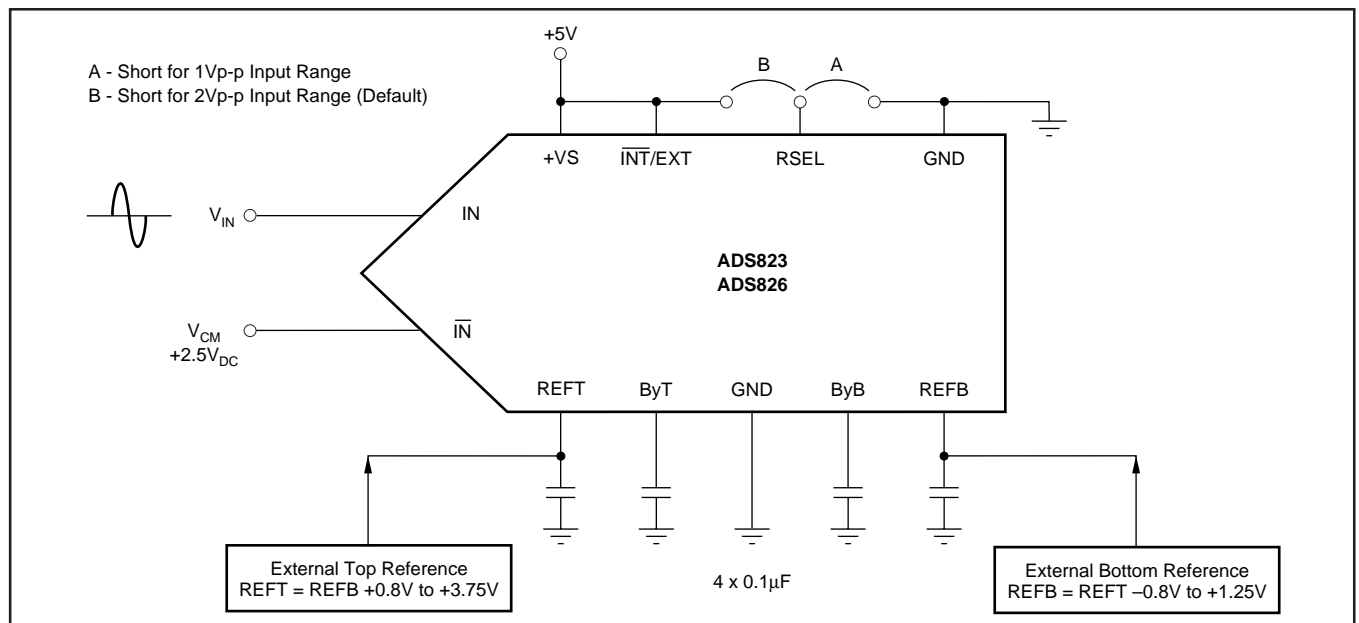 +5V
A - Short for 1Vp-p Input Range
B - Short for 2Vp-p Input Range (Default)
B
A
+VS
INT/EXT
RSEL
GND
V_IN
IN
ADS823
ADS826
V_CM
+2.5V_DC
IN
REFT
ByT
GND
ByB
REFB
External Top Reference
REFT = REFB +0.8V to +3.75V
4 x 0.1μF
External Bottom Reference
REFB = REFT –0.8V to +1.25V